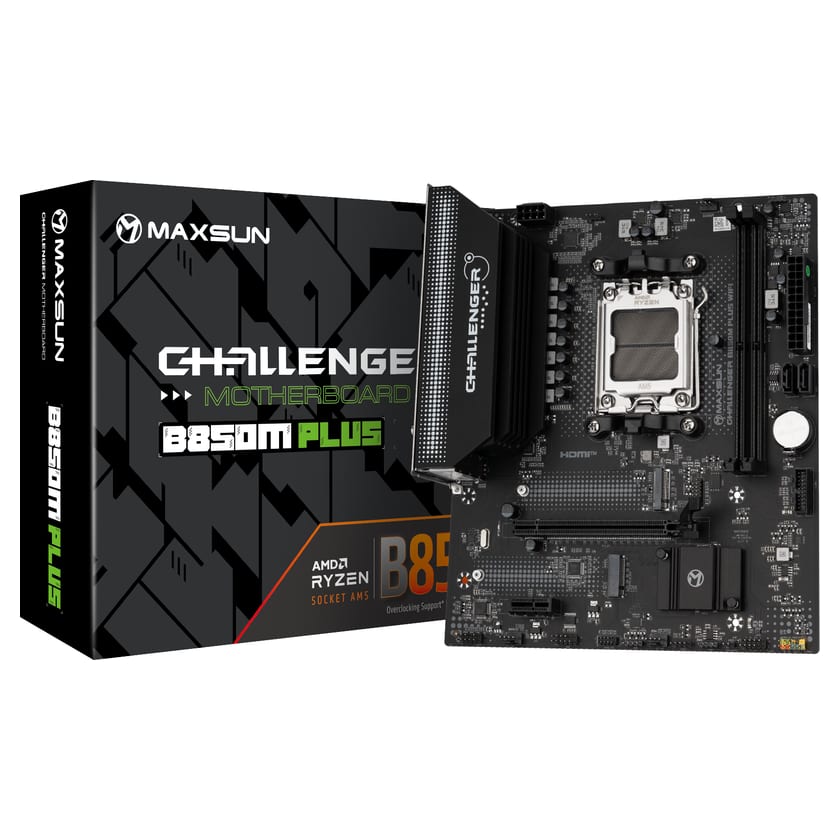 MAXSUN
CHALLENGER MOTHERBOARD
B850M PLUS
MAXSUN
CHALLENGE
MOTHERBOARD
B850M PLUS
AMD
RYZEN
SOCKET AM5
B85
Overclocking Support*
CHALLENGER
AMD
RYZEN
AM5
MAXSUN
CHALLENGER B850M PLUS WIFI
HDMI™